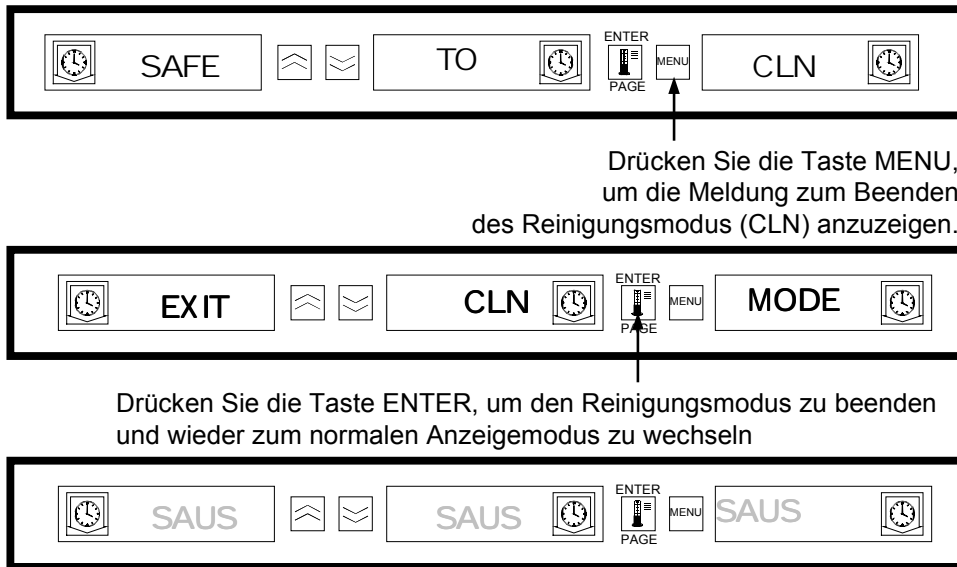 SAFE TO ENTER PAGE MENU CLN
Drücken Sie die Taste MENU,
um die Meldung zum Beenden
des Reinigungsmodus (CLN) anzuzeigen.
EXIT CLN ENTER PAGE MENU MODE
Drücken Sie die Taste ENTER, um den Reinigungsmodus zu beenden
und wieder zum normalen Anzeigemodus zu wechseln
SAUS SAUS ENTER PAGE MENU SAUS